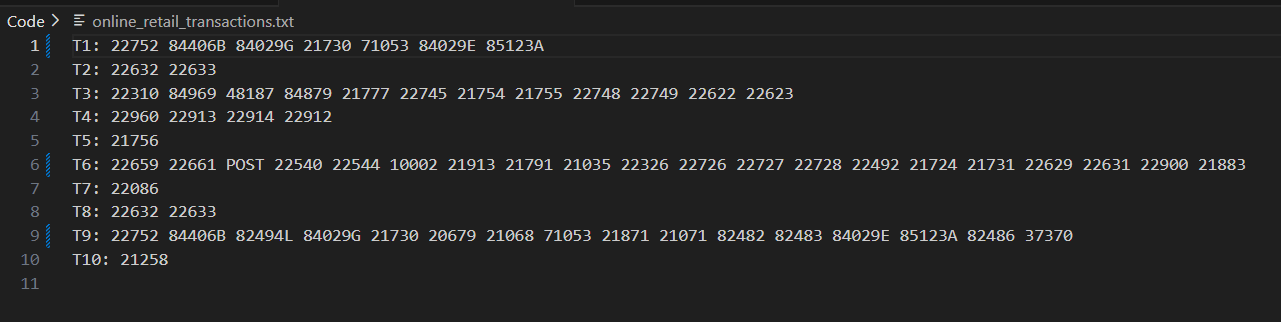 Code > online_retail_transactions.txt
1 T1: 22752 84406B 84029G 21730 71053 84029E 85123A
2 T2: 22632 22633
3 T3: 22310 84969 48187 84879 21777 22745 21754 21755 22748 22749 22622 22623
4 T4: 22960 22913 22914 22912
5 T5: 21756
6 T6: 22659 22661 POST 22540 22544 10002 21913 21791 21035 22326 22726 22727 22728 22492 21724 21731 22629 22631 22900 21883
7 T7: 22086
8 T8: 22632 22633
9 T9: 22752 84406B 82494L 84029G 21730 20679 21068 71053 21871 21071 82482 82483 84029E 85123A 82486 37370
10 T10: 21258
11